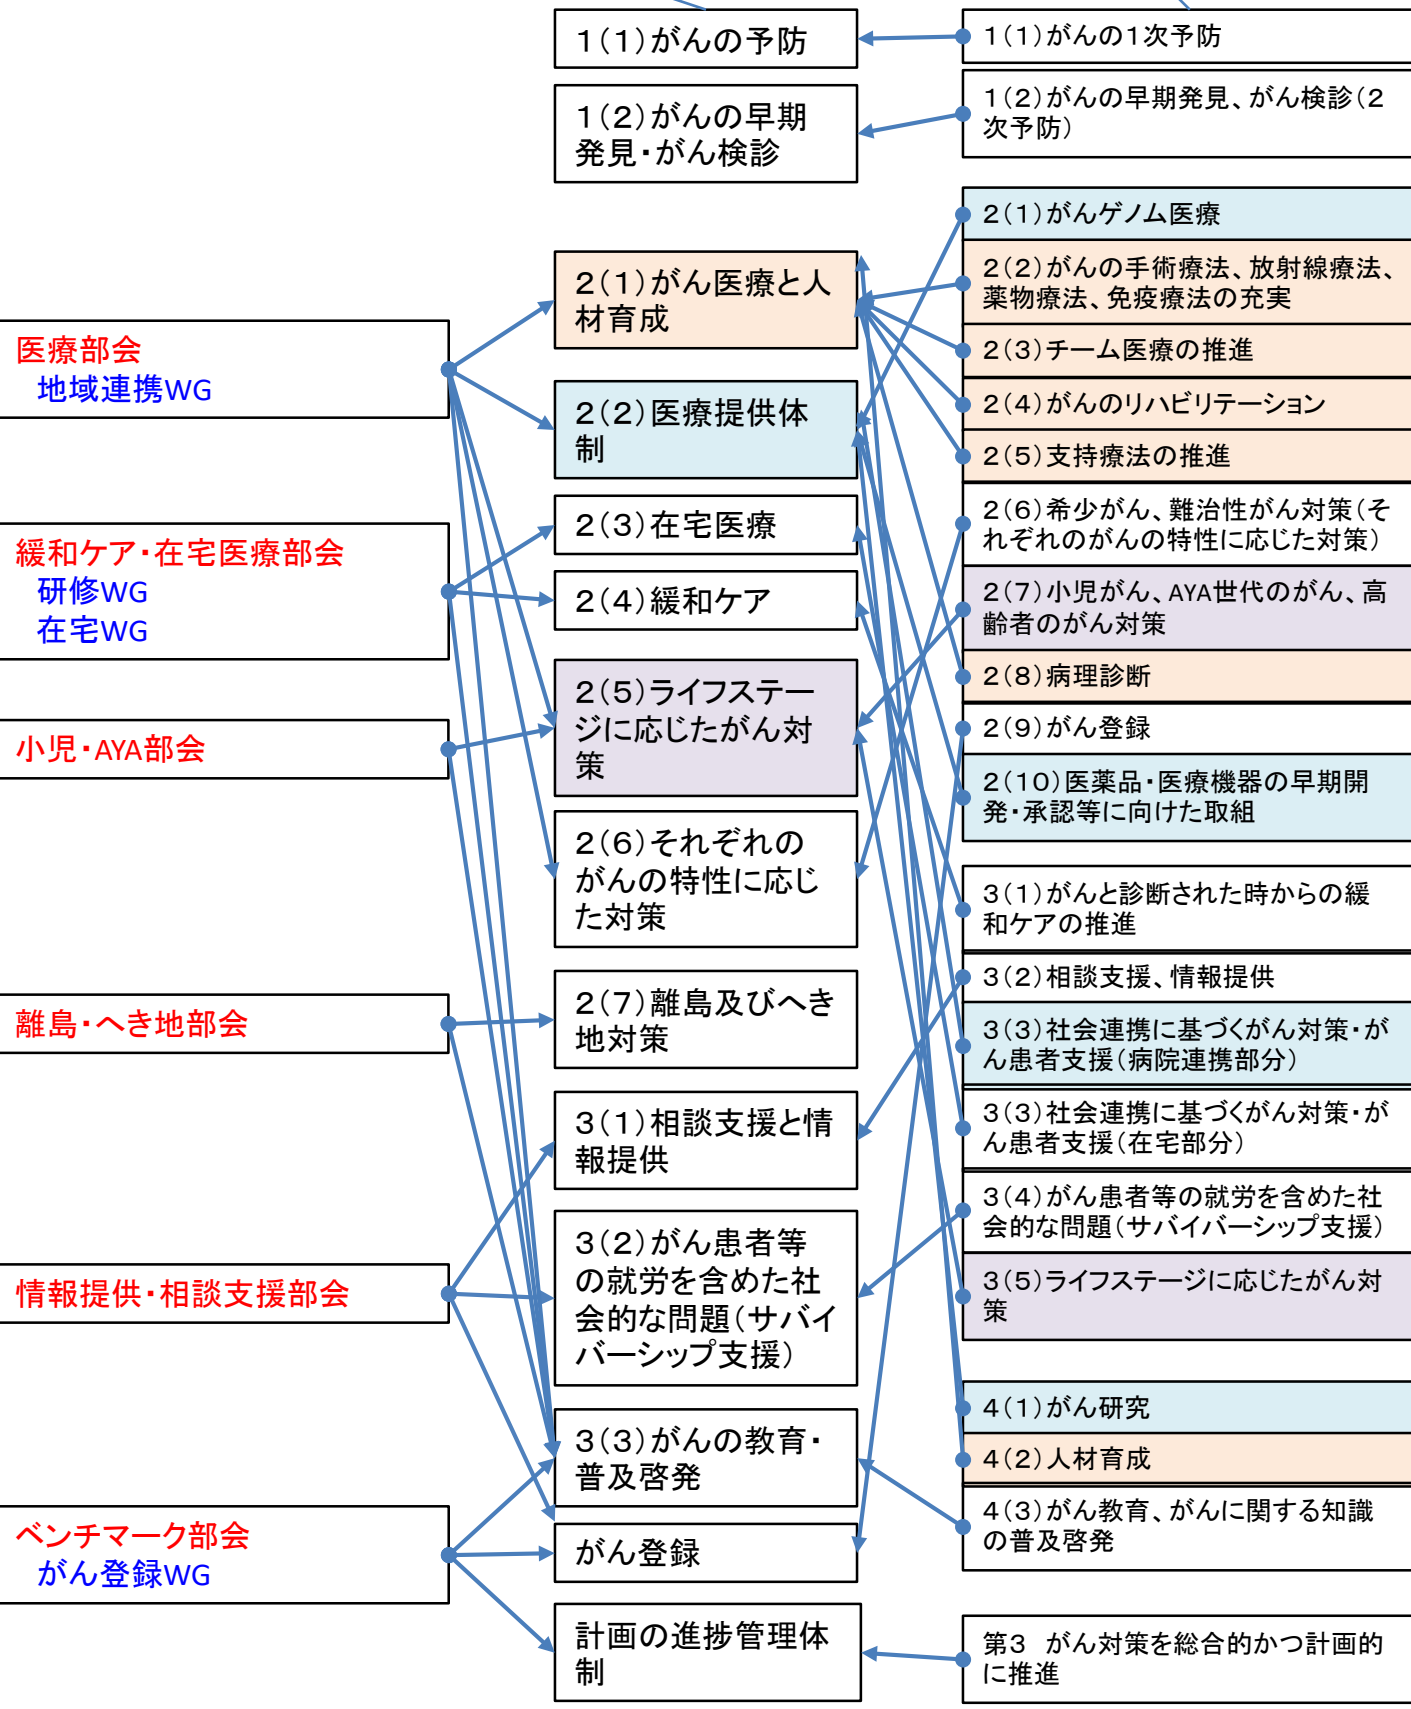 医療部会
地域連携WG
緩和ケア・在宅医療部会
研修WG
在宅WG
小児・AYA部会
離島・へき地部会
情報提供・相談支援部会
ベンチマーク部会
がん登録WG
1(1)がんの予防
1(2)がんの早期
発見・がん検診
2(1)がん医療と人
材育成
2(2)医療提供体
制
2(3)在宅医療
2(4)緩和ケア
2(5)ライフステー
ジに応じたがん対
策
2(6)それぞれの
がんの特性に応じ
た対策
2(7)離島及びへき
地対策
3(1)相談支援と情
報提供
3(2)がん患者等
の就労を含めた社
会的な問題(サバイ
バーシップ支援)
3(3)がんの教育・
普及啓発
がん登録
計画の進捗管理体
制
1(1)がんの1次予防
1(2)がんの早期発見、がん検診(2
次予防)
2(1)がんゲノム医療
2(2)がんの手術療法、放射線療法、
薬物療法、免疫療法の充実
2(3)チーム医療の推進
2(4)がんのリハビリテーション
2(5)支持療法の推進
2(6)希少がん、難治性がん対策(そ
れぞれのがんの特性に応じた対策)
2(7)小児がん、AYA世代のがん、高
齢者のがん対策
2(8)病理診断
2(9)がん登録
2(10)医薬品・医療機器の早期開
発・承認等に向けた取組
3(1)がんと診断された時からの緩
和ケアの推進
3(2)相談支援、情報提供
3(3)社会連携に基づくがん対策・が
ん患者支援(病院連携部分)
3(3)社会連携に基づくがん対策・が
ん患者支援(在宅部分)
3(4)がん患者等の就労を含めた社
会的な問題(サバイバーシップ支援)
3(5)ライフステージに応じたがん対
策
4(1)がん研究
4(2)人材育成
4(3)がん教育、がんに関する知識
の普及啓発
第3 がん対策を総合的かつ計画的
に推進